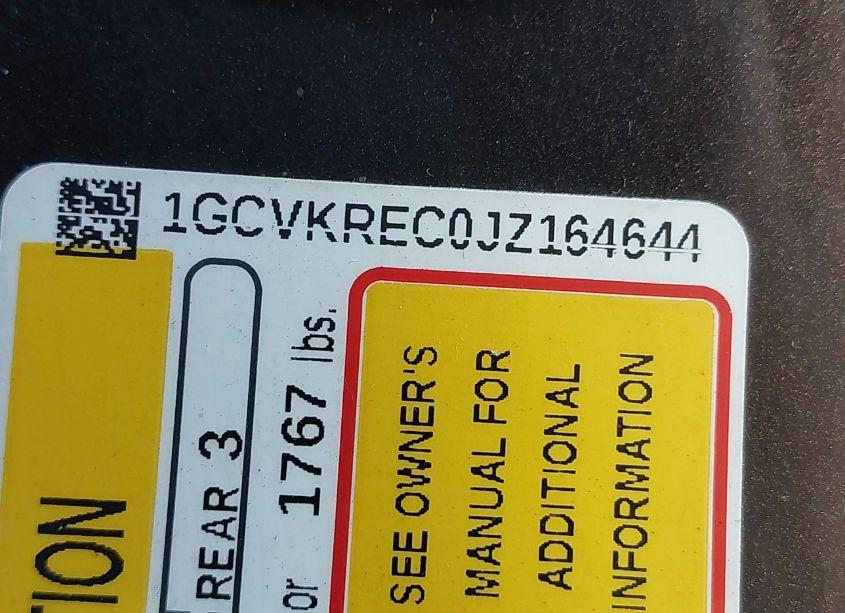 1GCVKREC0JZ164644
TION
REAR 3
or 1767 lbs.
SEE OWNER'S
MANUAL FOR
ADDITIONAL
INFORMATION